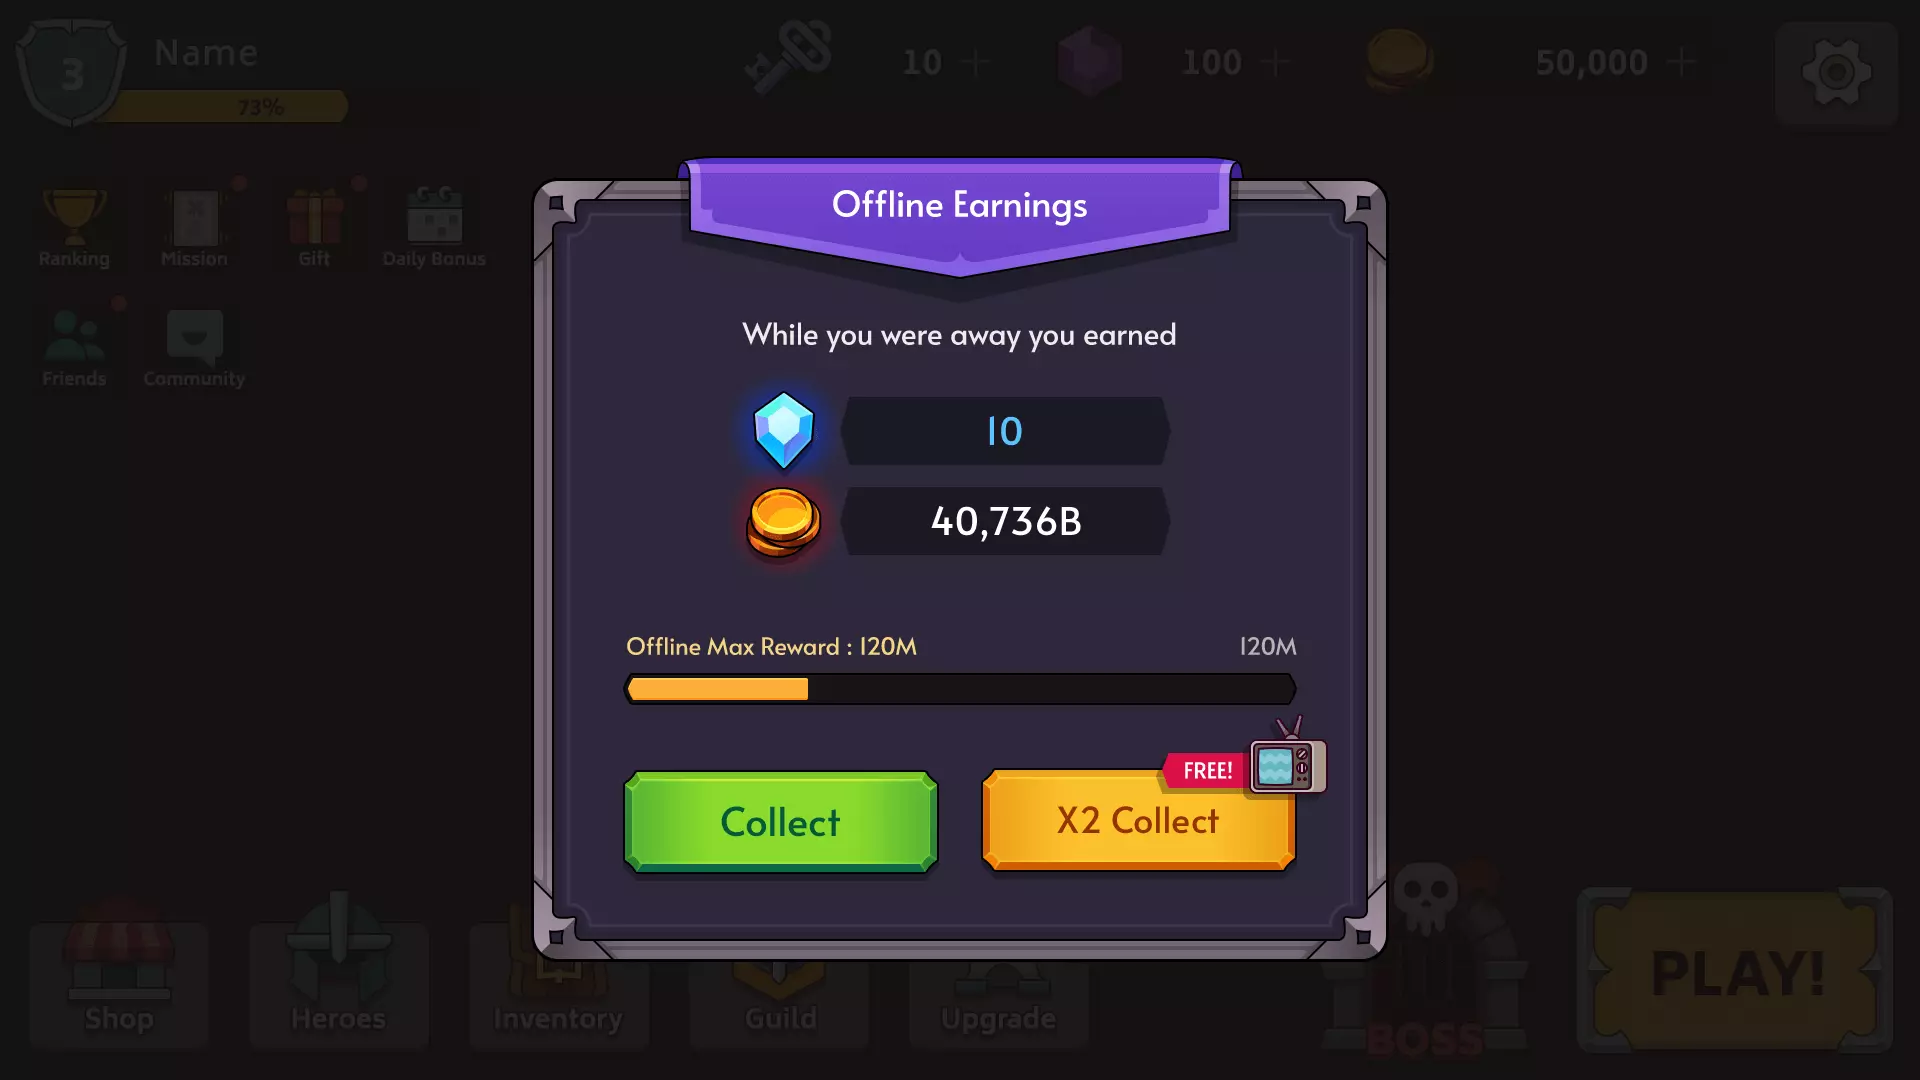 3
Name
73%
10
100
50,000
Ranking
Mission
Gift
Daily Bonus
Friends
Community
Offline Earnings
While you were away you earned
10
40,736B
Offline Max Reward : 120M
120M
Collect
FREE!
X2 Collect
Shop
Heroes
Inventory
Guild
Upgrade
BOSS
PLAY!